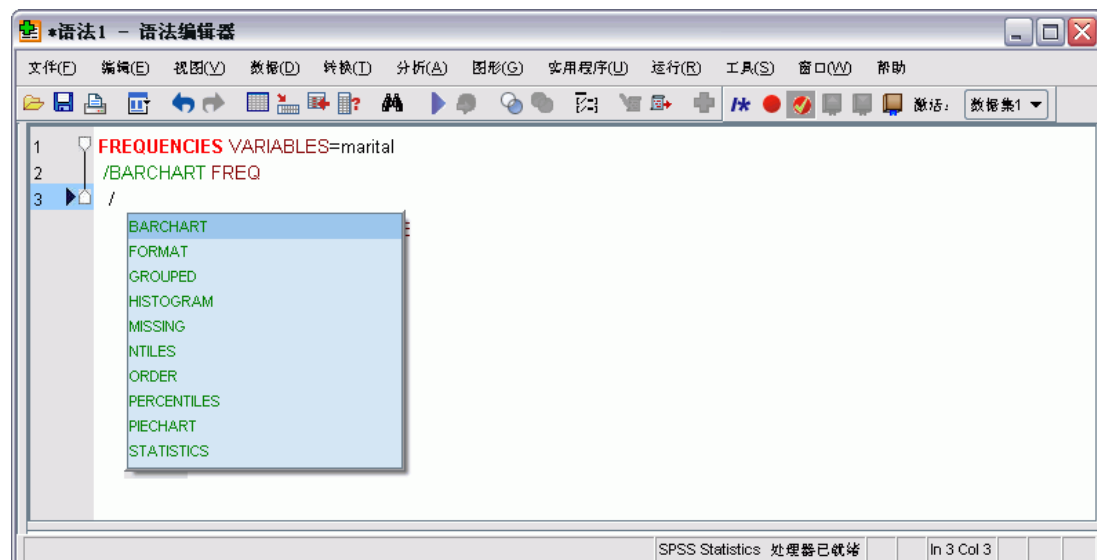 *语法1 - 语法编辑器
文件(F) 编辑(E) 视图(V) 数据(D) 转换(T) 分析(A) 图形(G) 实用程序(U) 运行(R) 工具(S) 窗口(W) 帮助
激活: 数据集1
1 FREQUENCIES VARIABLES=marital
2 /BARCHART FREQ
3 /
BARCHART
FORMAT
GROUPED
HISTOGRAM
MISSING
NTILES
ORDER
PERCENTILES
PIECHART
STATISTICS
SPSS Statistics 处理器已就绪 In 3 Col 3